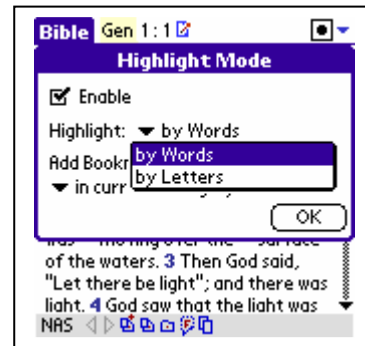 Bible Gen 1:1
Highlight Mode
Enable
Highlight: by Words
Add Bookr
by Words
by Letters
in curr
OK
of the waters. 3 Then God said,
"Let there be light"; and there was
light. 4 God saw that the light was
NAS